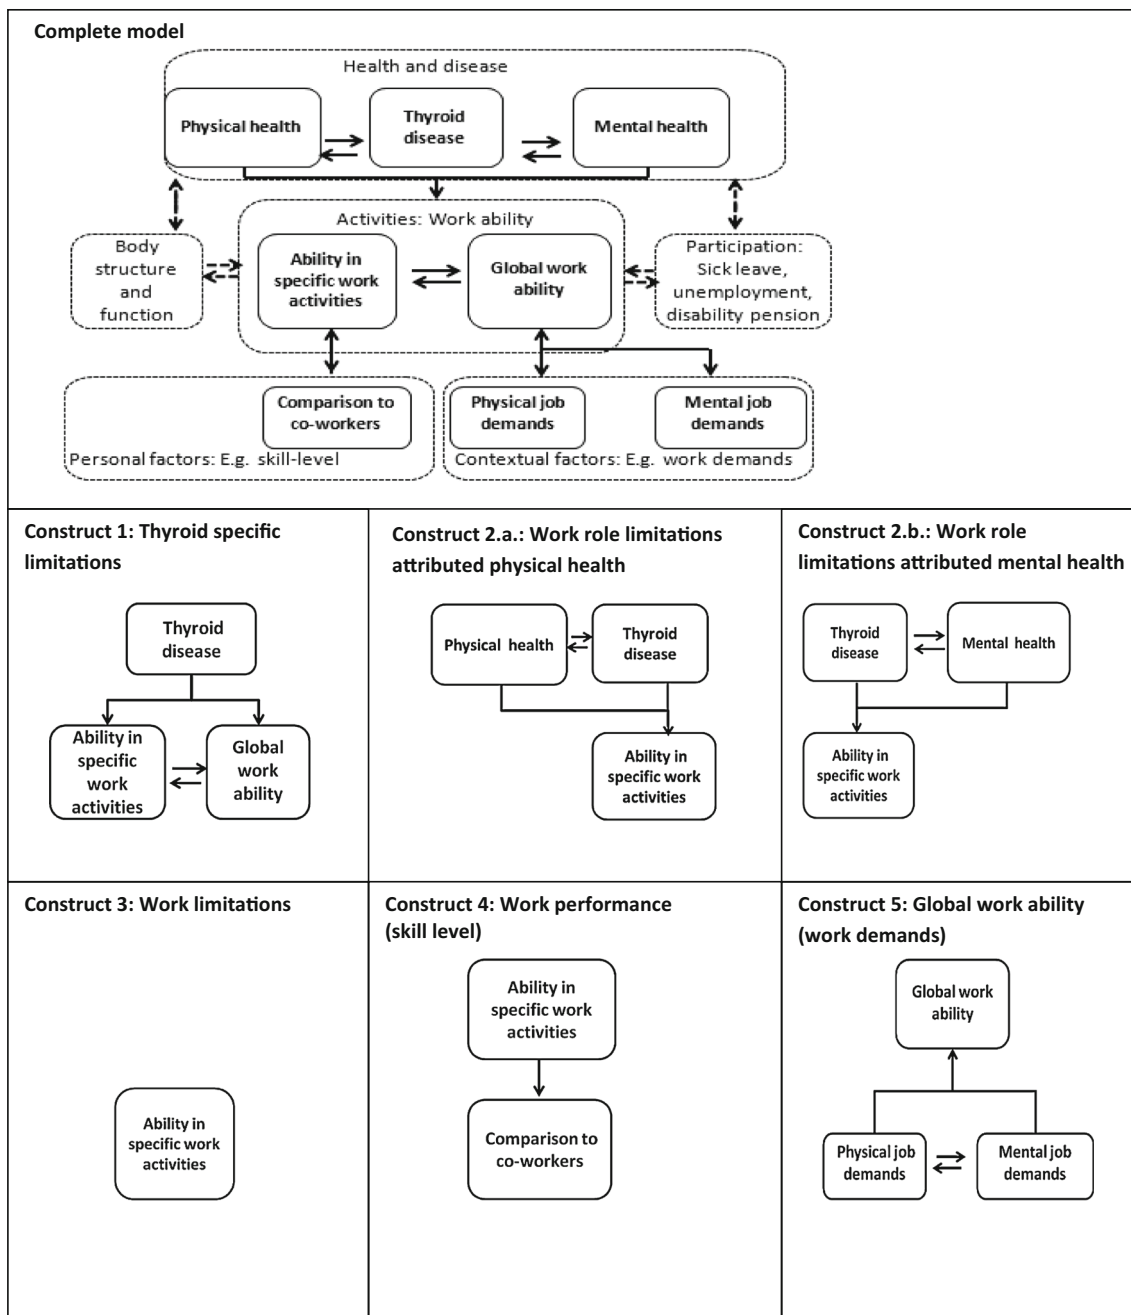 Complete model
Health and disease
Physical health
Thyroid
disease
Mental health
Activities: Work ability
Body
structure
and
function
Ability in
specific work
activities
Global work
ability
Participation:
Sick leave,
unemployment,
disability pension
Comparison to
co-workers
Personal factors: E.g. skill-level
Physical job
demands
Mental job
demands
Contextual factors: E.g. work demands
Construct 1: Thyroid specific
limitations
Thyroid
disease
Ability in
specific
work
activities
Global
work
ability
Construct 2.a.: Work role limitations
attributed physical health
Physical health
Thyroid
disease
Ability in
specific work
activities
Construct 2.b.: Work role
limitations attributed mental health
Thyroid
disease
Mental health
Ability in
specific work
activities
Construct 3: Work limitations
Ability in
specific work
activities
Construct 4: Work performance
(skill level)
Ability in
specific work
activities
Comparison to
co-workers
Construct 5: Global work ability
(work demands)
Global work
ability
Physical job
demands
Mental job
demands